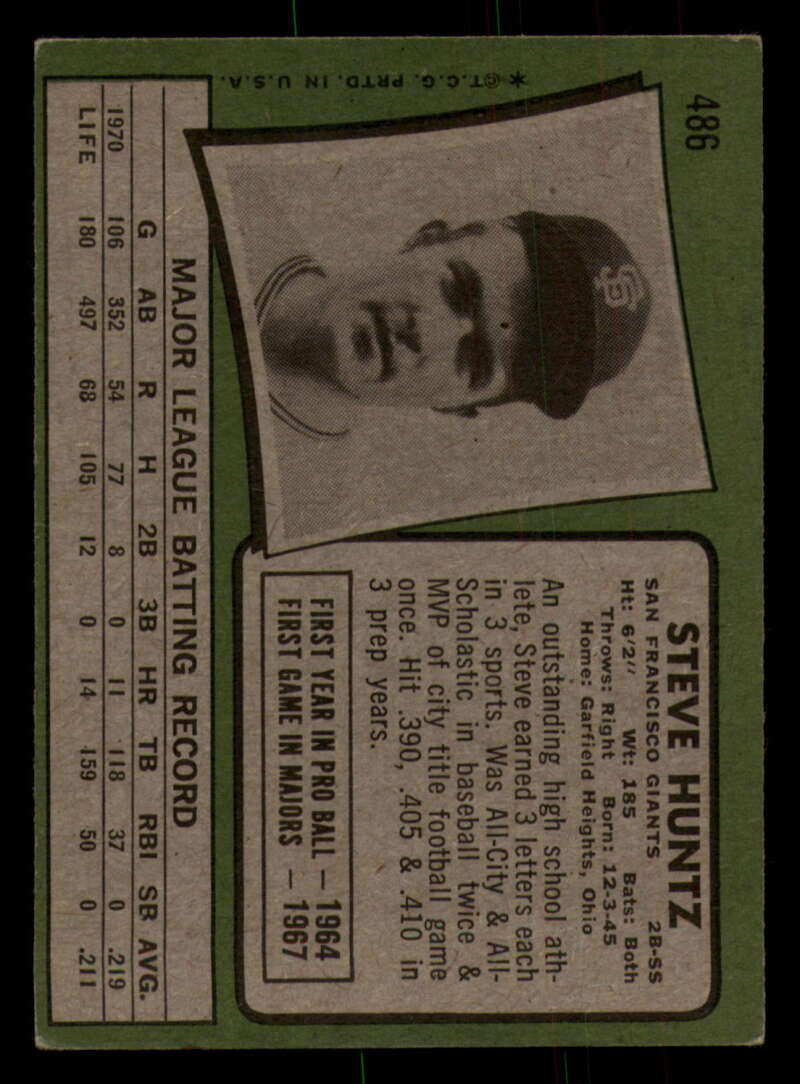 486
STEVE HUNTZ
SAN FRANCISCO GIANTS 2B-SS
Ht: 6'2" Wt: 185 Bats: Both
Throws: Right Born: 12-3-45
Home: Garfield Heights, Ohio
An outstanding high school ath-
lete, Steve earned 3 letters each
in 3 sports. Was All-City & All-
Scholastic in baseball twice &
MVP of city title football game
once. Hit .390, .405 & .410 in
3 prep years.
FIRST YEAR IN PRO BALL — 1964
FIRST GAME IN MAJORS — 1967
SF
*©T.C.G. PRTD. IN U.S.A.
MAJOR LEAGUE BATTING RECORD
G AB R H 2B 3B HR TB RBI SB AVG.
1970 106 352 54 77 8 0 11 118 37 0 .219
LIFE 180 497 68 105 12 0 14 159 50 0 .211